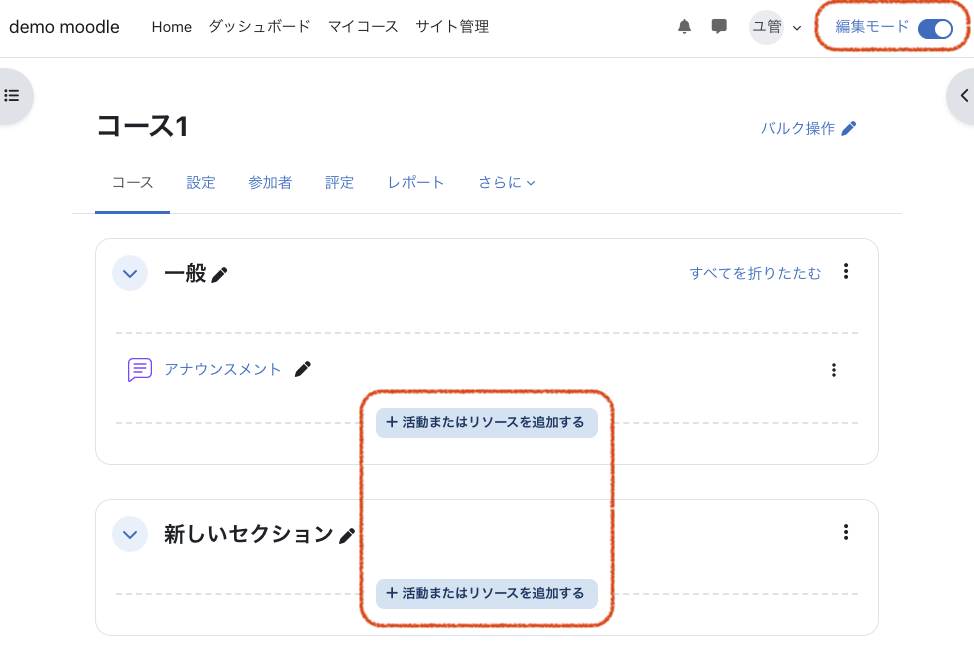 demo moodle Home ダッシュボード マイコース サイト管理 ユ管 編集モード
コース1 バルク操作
コース 設定 参加者 評定 レポート さらに
一般 すべてを折りたたむ
アナウンスメント
+ 活動またはリソースを追加する
新しいセクション
+ 活動またはリソースを追加する